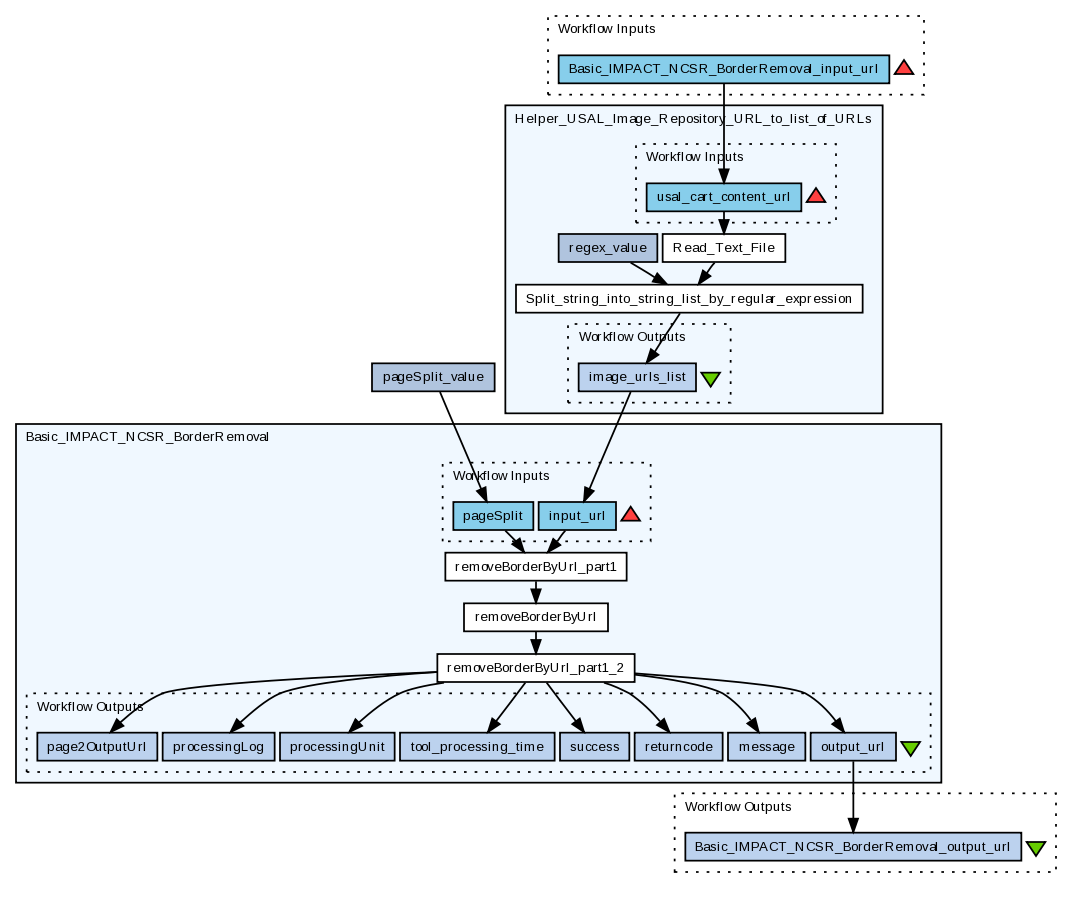 Workflow Inputs
Basic_IMPACT_NCSR_BorderRemoval_input_url
Helper_USAL_Image_Repository_URL_to_list_of_URLs
Workflow Inputs
usal_cart_content_url
regex_value
Read_Text_File
Split_string_into_string_list_by_regular_expression
Workflow Outputs
image_urls_list
pageSplit_value
Basic_IMPACT_NCSR_BorderRemoval
Workflow Inputs
pageSplit
input_url
removeBorderByUrl_part1
removeBorderByUrl
removeBorderByUrl_part1_2
Workflow Outputs
page2OutputUrl
processingLog
processingUnit
tool_processing_time
success
returncode
message
output_url
Workflow Outputs
Basic_IMPACT_NCSR_BorderRemoval_output_url